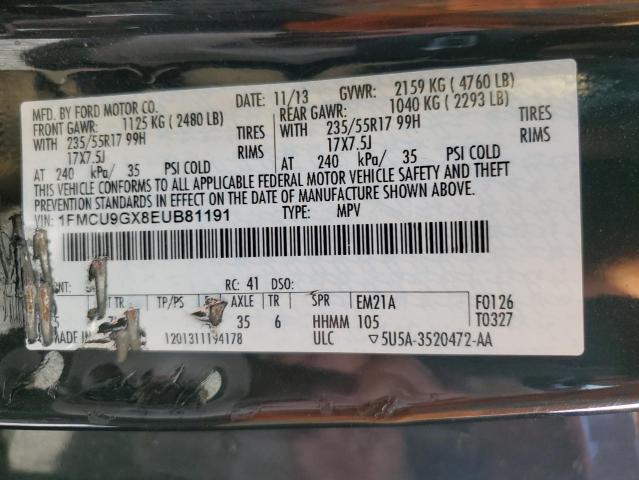 MFD. BY FORD MOTOR CO.
DATE: 11/13 GVWR: 2159 KG ( 4760 LB)
FRONT GAWR: 1125 KG ( 2480 LB)
REAR GAWR: 1040 KG ( 2293 LB)
WITH 235/55R17 99H TIRES
WITH 235/55R17 99H TIRES
17X7.5J RIMS
17X7.5J RIMS
AT 240 kPa/ 35 PSI COLD
AT 240 kPa/ 35 PSI COLD
THIS VEHICLE CONFORMS TO ALL APPLICABLE FEDERAL MOTOR VEHICLE SAFETY AND THEFT
PREVENTION STANDARDS IN EFFECT ON THE DATE OF MANUFACTURE SHOWN ABOVE.
VIN: 1FMCU9GX8EUB81191 TYPE: MPV
RC: 41 DSO:
TR TP/PS AXLE TR SPR EM21A F0126
35 6 HHMM 105 T0327
MADE IN 1201311194178 ULC 5U5A-3520472-AA